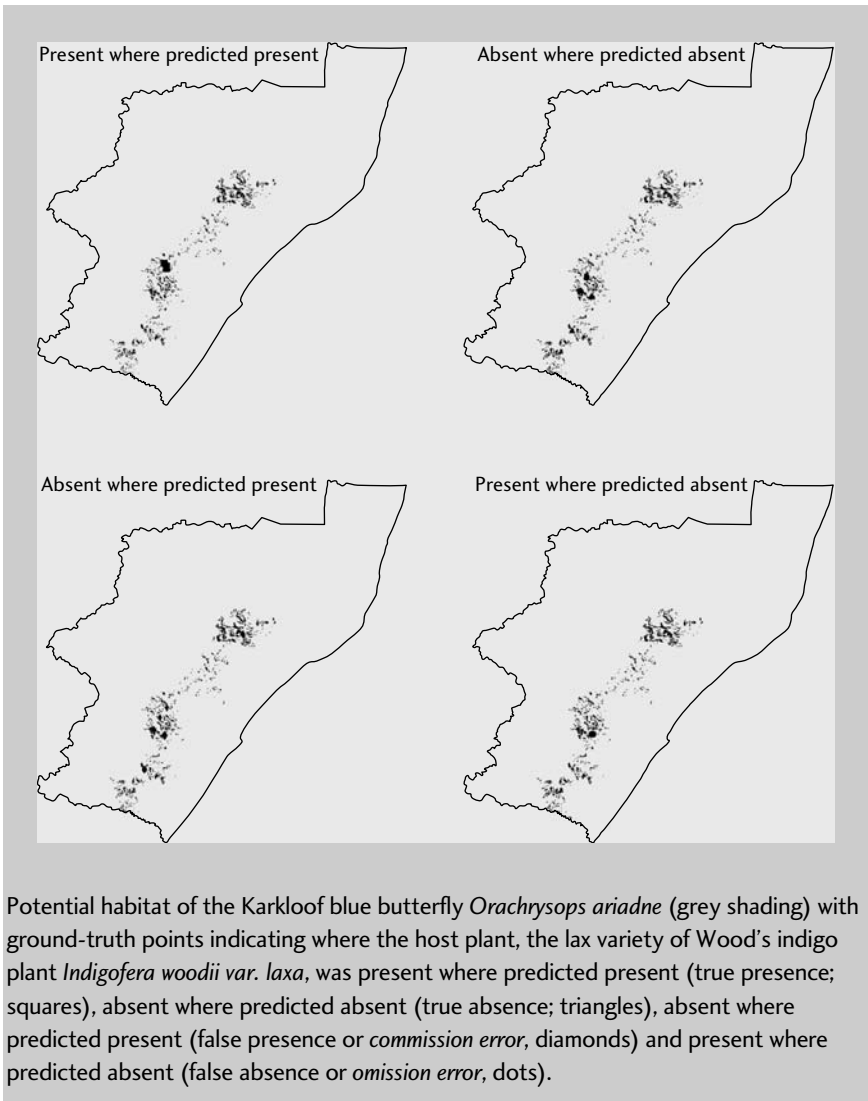 Present where predicted present
Absent where predicted absent
Absent where predicted present
Present where predicted absent
Potential habitat of the Karkloof blue butterfly Orachrysops ariadne (grey shading) with
ground-truth points indicating where the host plant, the lax variety of Wood’s indigo
plant Indigofera woodii var. laxa, was present where predicted present (true presence;
squares), absent where predicted absent (true absence; triangles), absent where
predicted present (false presence or commission error, diamonds) and present where
predicted absent (false absence or omission error, dots).